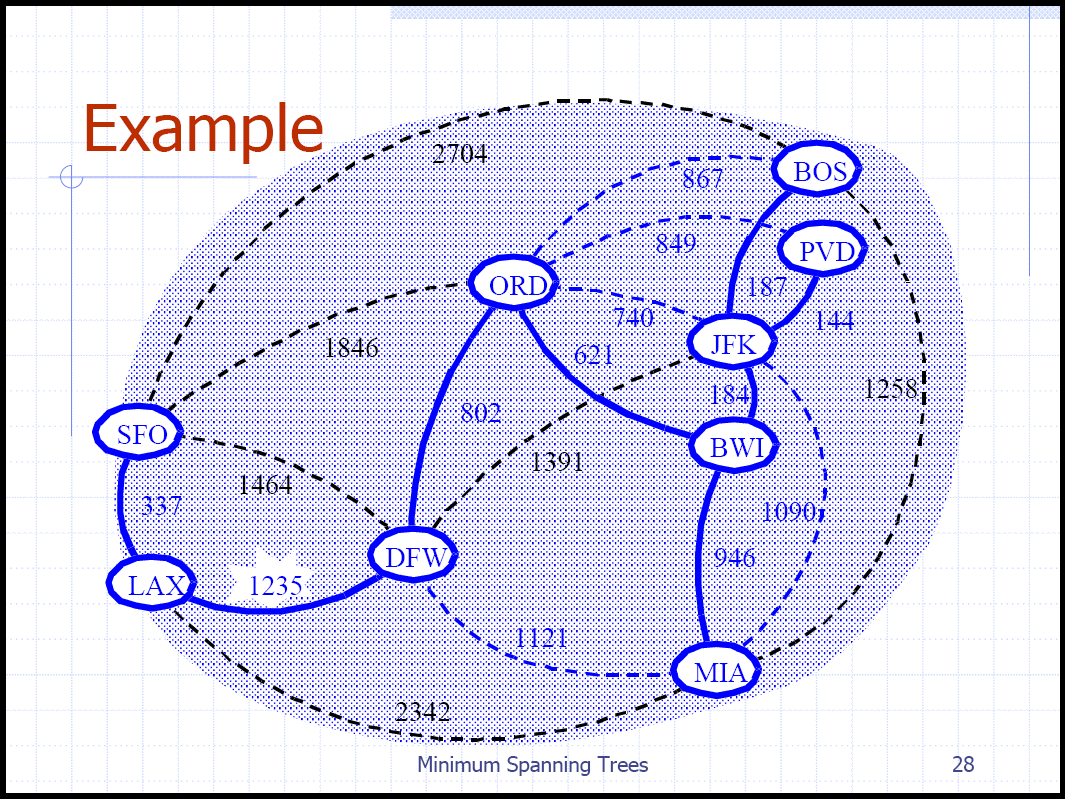 Example
2704
BOS
867
849
PVD
ORD
187
740
144
JFK
1846
621
184
1258
802
SFO
BWI
1391
1464
337
1090
DFW
946
LAX
1235
1121
MIA
2342
Minimum Spanning Trees
28